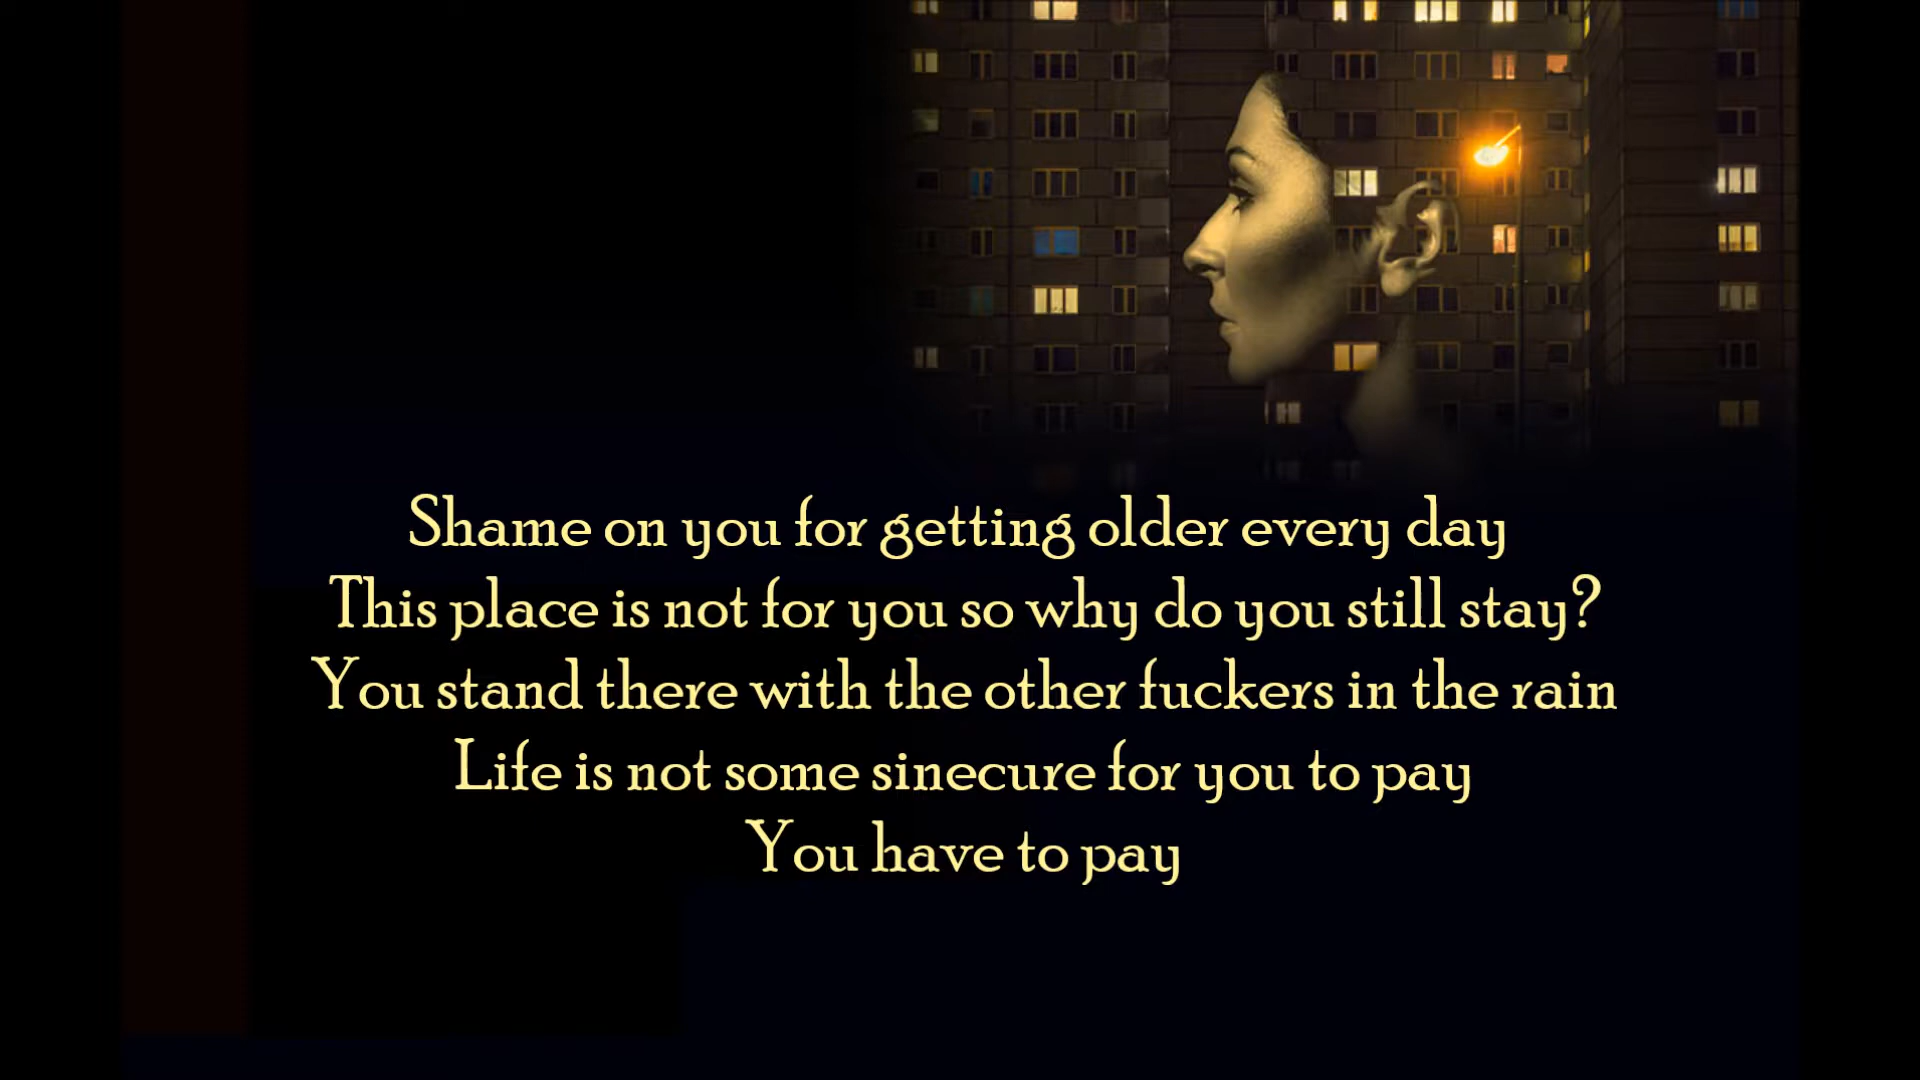 Shame on you for getting older every day
This place is not for you so why do you still stay?
You stand there with the other fuckers in the rain
Life is not some sinecure for you to pay
You have to pay